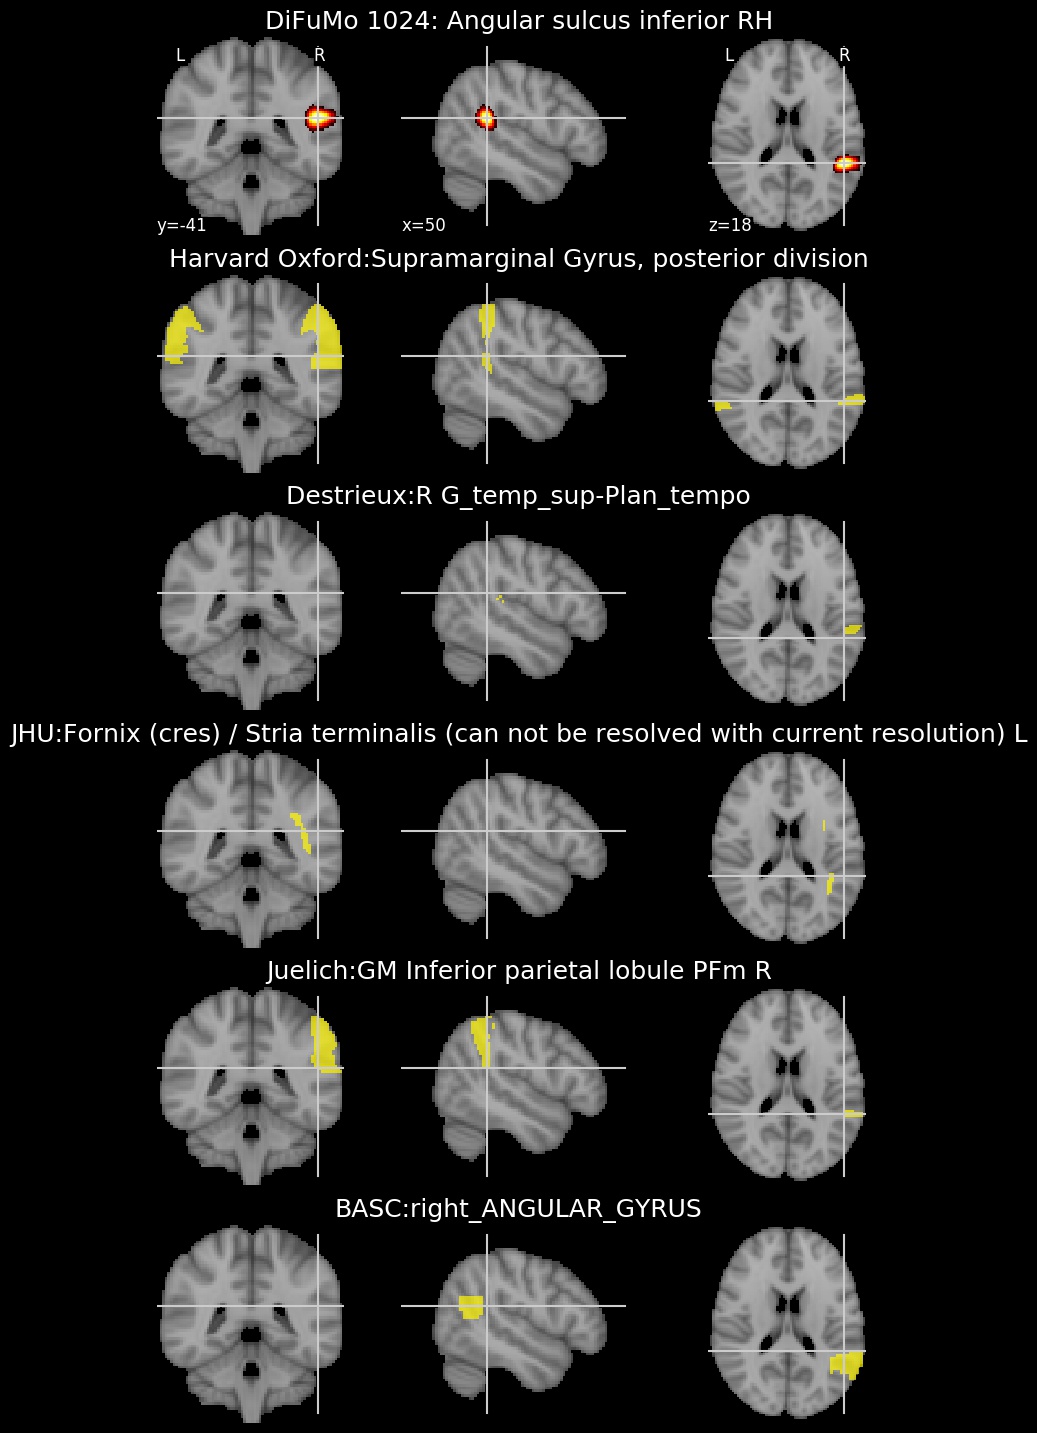 DiFuMo 1024: Angular sulcus inferior RH
L R L R
y=-41 x=50 z=18
Harvard Oxford:Supramarginal Gyrus, posterior division
Destrieux:R G_temp_sup-Plan_tempo
JHU:Fornix (cres) / Stria terminalis (can not be resolved with current resolution) L
Juelich:GM Inferior parietal lobule PFm R
BASC:right_ANGULAR_GYRUS